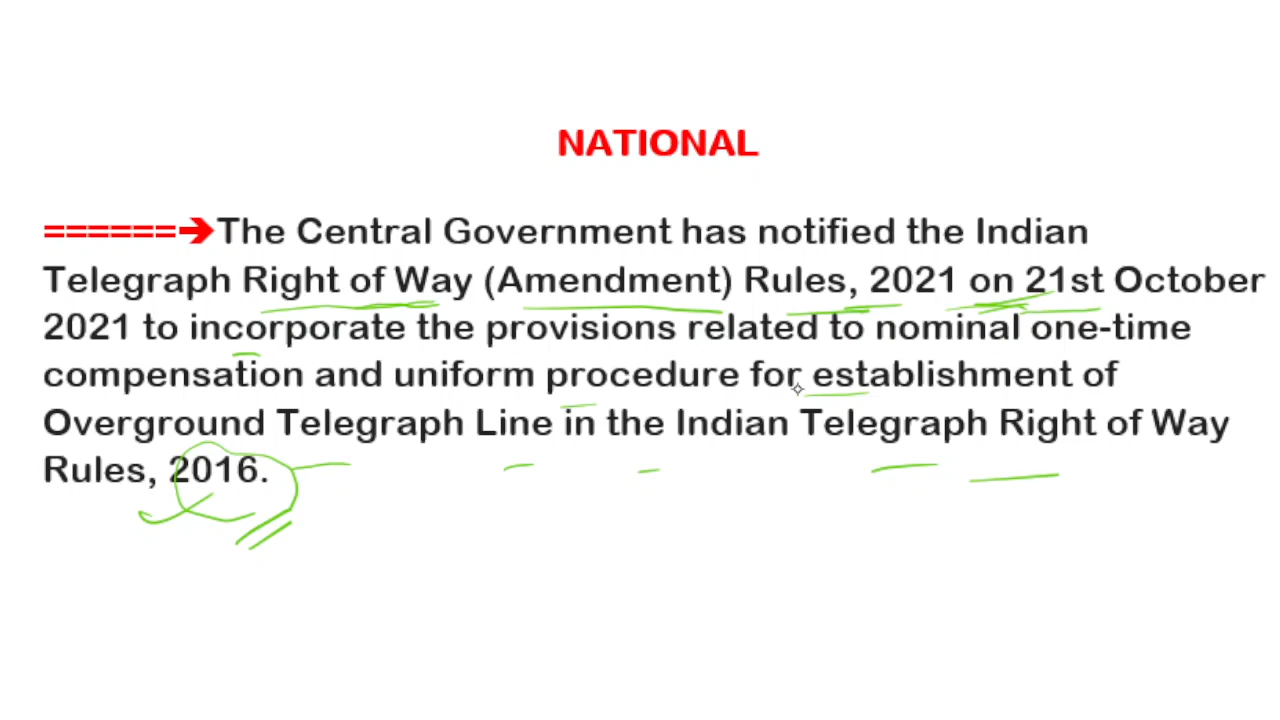 NATIONAL
======➔The Central Government has notified the Indian
Telegraph Right of Way (Amendment) Rules, 2021 on 21st October
2021 to incorporate the provisions related to nominal one-time
compensation and uniform procedure for establishment of
Overground Telegraph Line in the Indian Telegraph Right of Way
Rules, 2016.